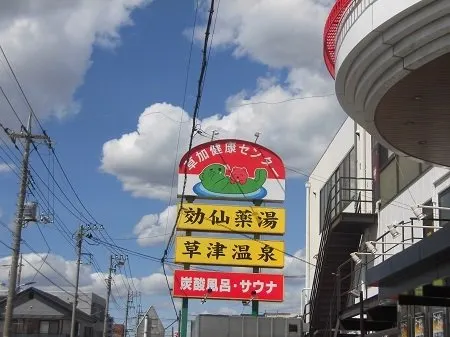 草加健康センター
効仙薬湯
草津温泉
炭酸風呂・サウナ